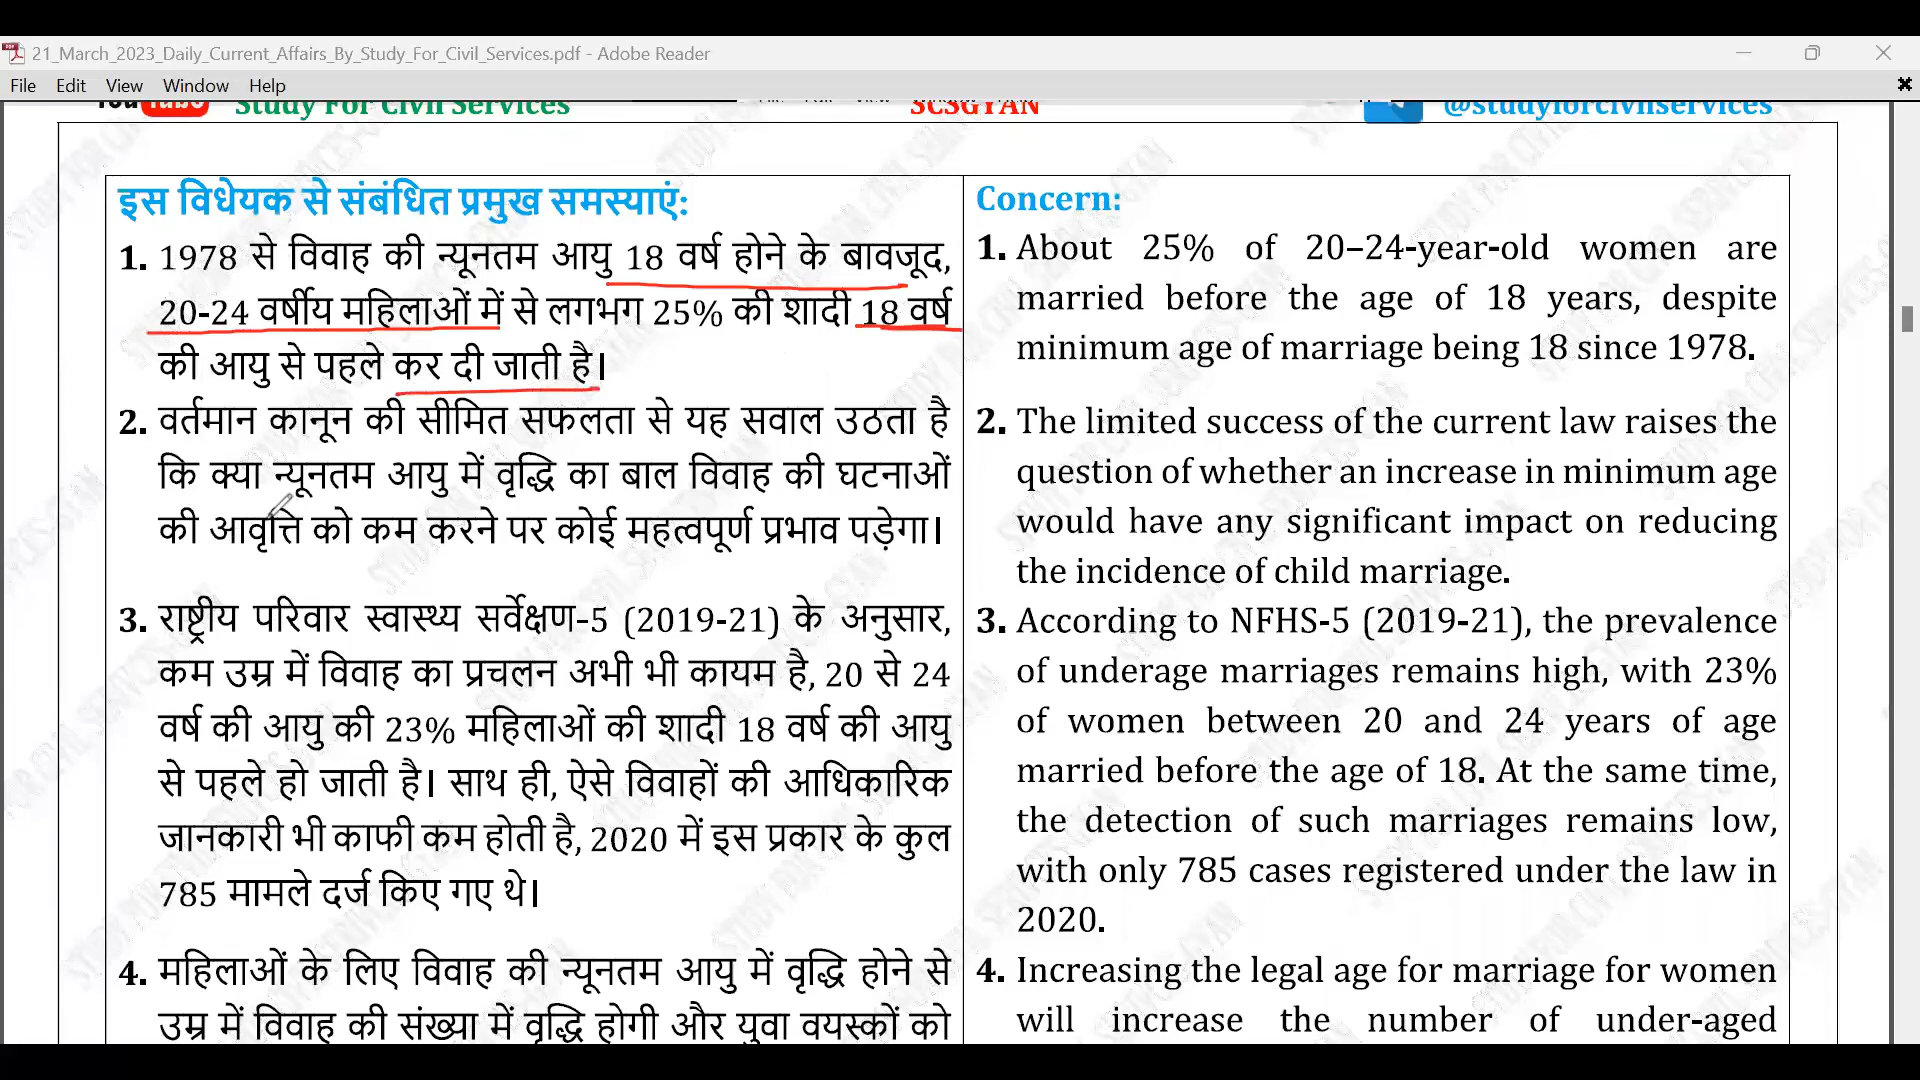 21_March_2023_Daily_Current_Affairs_By_Study_For_Civil_Services.pdf - Adobe Reader
File Edit View Window Help
YouTube Study For Civil Services SCSGYAN @studyforcivilservices
इस विधेयक से संबंधित प्रमुख समस्याएं:
1. 1978 से विवाह की न्यूनतम आयु 18 वर्ष होने के बावजूद,
20-24 वर्षीय महिलाओं में से लगभग 25% की शादी 18 वर्ष
की आयु से पहले कर दी जाती है।
2. वर्तमान कानून की सीमित सफलता से यह सवाल उठता है
कि क्या न्यूनतम आयु में वृद्धि का बाल विवाह की घटनाओं
की आवृत्ति को कम करने पर कोई महत्वपूर्ण प्रभाव पड़ेगा।
3. राष्ट्रीय परिवार स्वास्थ्य सर्वेक्षण-5 (2019-21) के अनुसार,
कम उम्र में विवाह का प्रचलन अभी भी कायम है, 20 से 24
वर्ष की आयु की 23% महिलाओं की शादी 18 वर्ष की आयु
से पहले हो जाती है। साथ ही, ऐसे विवाहों की आधिकारिक
जानकारी भी काफी कम होती है, 2020 में इस प्रकार के कुल
785 मामले दर्ज किए गए थे।
4. महिलाओं के लिए विवाह की न्यूनतम आयु में वृद्धि होने से
उम्र में विवाह की संख्या में वृद्धि होगी और युवा वयस्कों को
Concern:
1. About 25% of 20–24-year-old women are
married before the age of 18 years, despite
minimum age of marriage being 18 since 1978.
2. The limited success of the current law raises the
question of whether an increase in minimum age
would have any significant impact on reducing
the incidence of child marriage.
3. According to NFHS-5 (2019-21), the prevalence
of underage marriages remains high, with 23%
of women between 20 and 24 years of age
married before the age of 18. At the same time,
the detection of such marriages remains low,
with only 785 cases registered under the law in
2020.
4. Increasing the legal age for marriage for women
will increase the number of under-aged